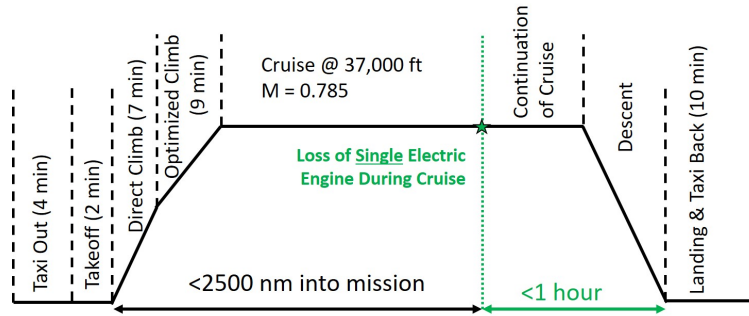 Taxi Out (4 min)
Takeoff (2 min)
Direct Climb (7 min)
Optimized Climb
(9 min)
Cruise @ 37,000 ft
M = 0.785
Loss of Single Electric
Engine During Cruise
Continuation
of Cruise
Descent
Landing & Taxi Back (10 min)
<2500 nm into mission
<1 hour